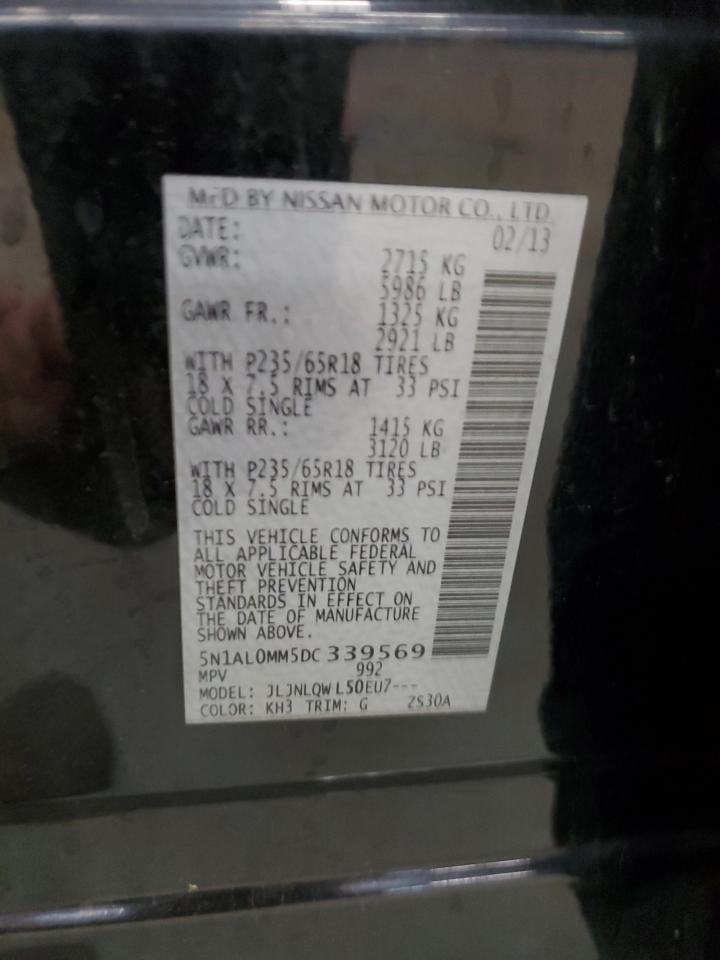 MFD BY NISSAN MOTOR CO., LTD.
DATE: 02/13
GVWR: 2715 KG
5986 LB
GAWR FR.: 1325 KG
2921 LB
WITH P235/65R18 TIRES
18 X 7.5 RIMS AT 33 PSI
COLD SINGLE
GAWR RR.: 1415 KG
3120 LB
WITH P235/65R18 TIRES
18 X 7.5 RIMS AT 33 PSI
COLD SINGLE
THIS VEHICLE CONFORMS TO
ALL APPLICABLE FEDERAL
MOTOR VEHICLE SAFETY AND
THEFT PREVENTION
STANDARDS IN EFFECT ON
THE DATE OF MANUFACTURE
SHOWN ABOVE.
5N1AL0MM5DC 339569
MPV 992
MODEL: JLJNLQW L50EU7---
COLOR: KH3 TRIM: G ZS30A